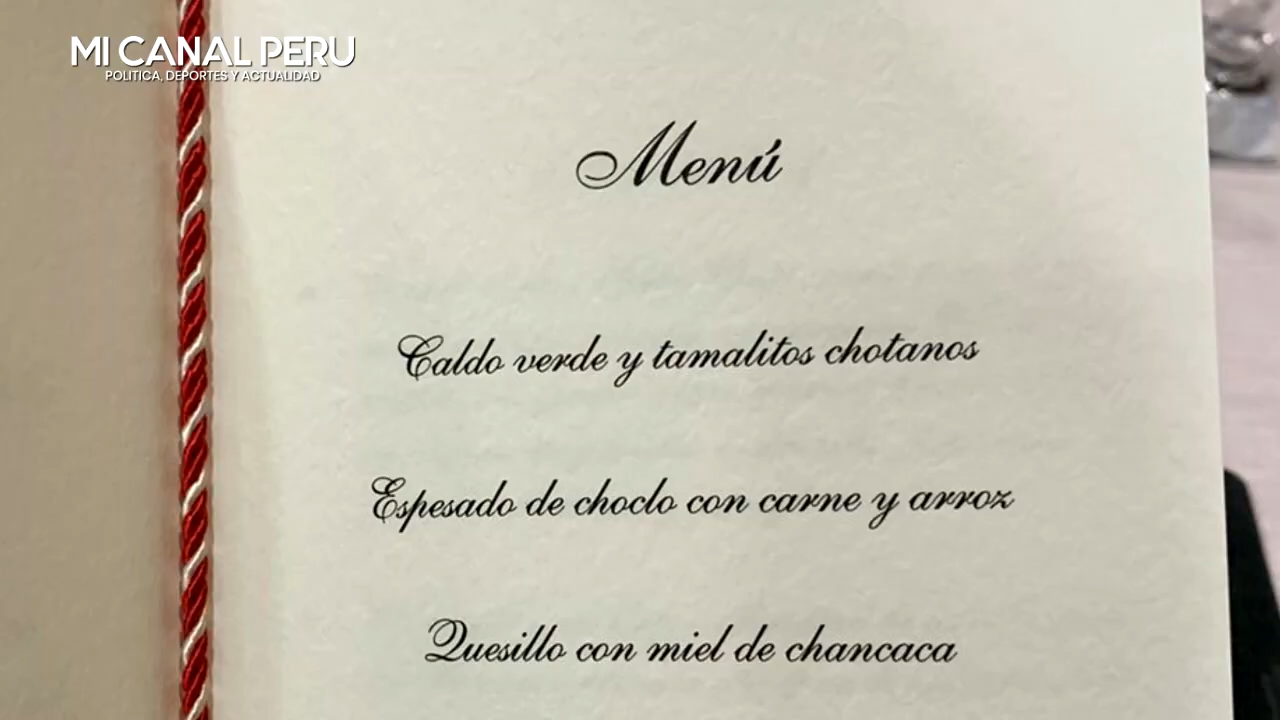 MI CANAL PERU
POLITICA, DEPORTES Y ACTUALIDAD
Menú
Caldo verde y tamalitos chotanos
Espesado de choclo con carne y arroz
Quesillo con miel de chancaca